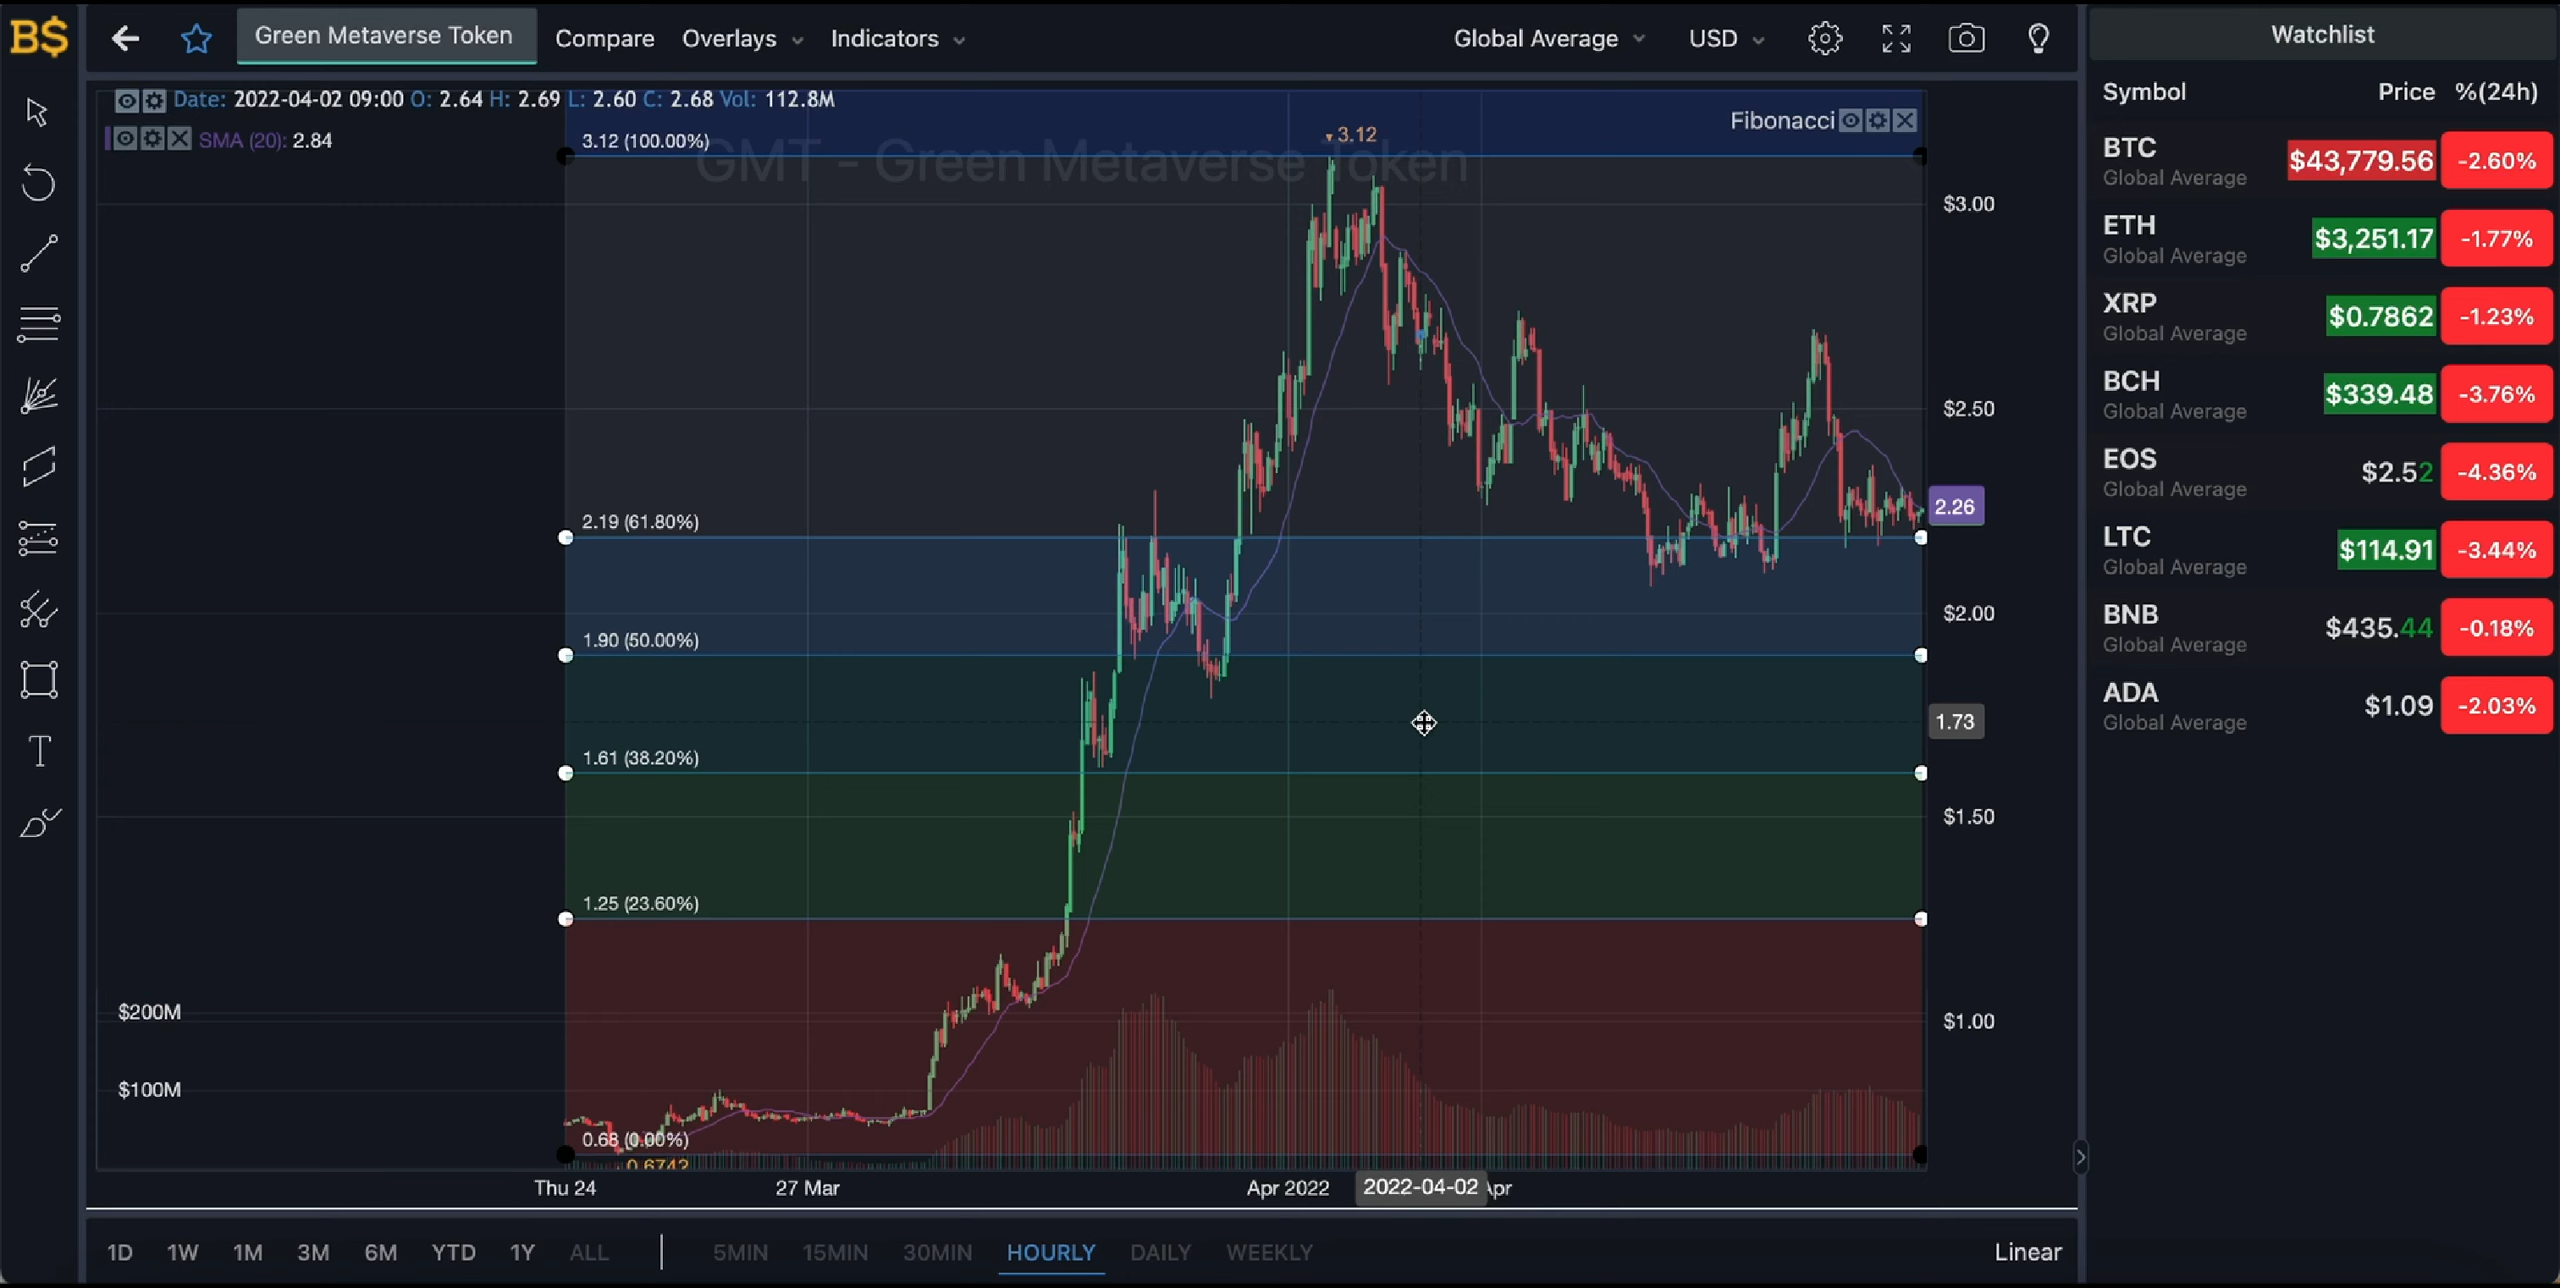 B$
Green Metaverse Token
Compare
Overlays
Indicators
Global Average
USD
Date: 2022-04-02 09:00 O: 2.64 H: 2.69 L: 2.60 C: 2.68 Vol: 112.8M
SMA (20): 2.84
Fibonacci
GMT - Green Metaverse Token
3.12
3.12 (100.00%)
2.19 (61.80%)
1.90 (50.00%)
1.61 (38.20%)
1.25 (23.60%)
0.68 (0.00%)
0.6742
$3.00
$2.50
2.26
$2.00
1.73
$1.50
$1.00
$200M
$100M
Thu 24
27 Mar
Apr 2022
2022-04-02
Apr
1D 1W 1M 3M 6M YTD 1Y ALL
5MIN 15MIN 30MIN HOURLY DAILY WEEKLY
Linear
Watchlist
Symbol Price %(24h)
BTC $43,779.56 -2.60%
Global Average
ETH $3,251.17 -1.77%
Global Average
XRP $0.7862 -1.23%
Global Average
BCH $339.48 -3.76%
Global Average
EOS $2.52 -4.36%
Global Average
LTC $114.91 -3.44%
Global Average
BNB $435.44 -0.18%
Global Average
ADA $1.09 -2.03%
Global Average